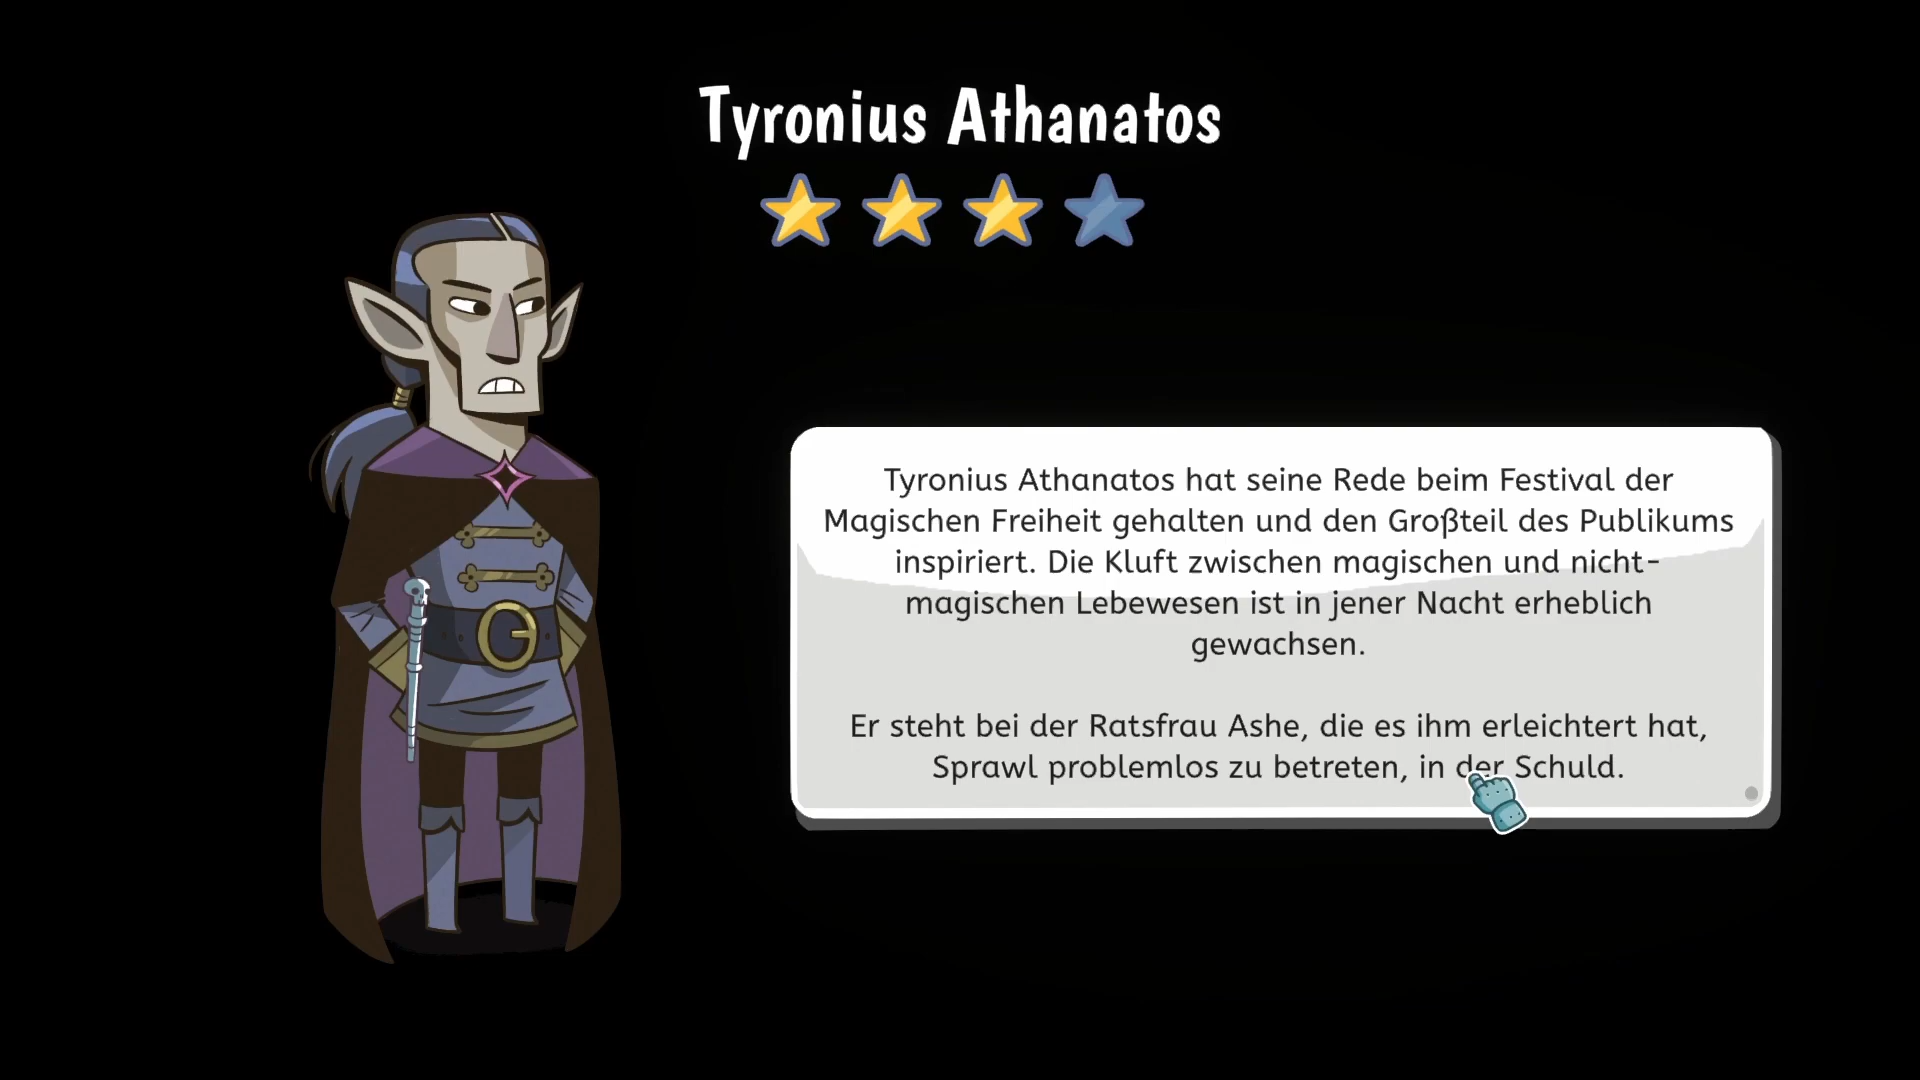 Tyronius Athanatos
Tyronius Athanatos hat seine Rede beim Festival der
Magischen Freiheit gehalten und den Großteil des Publikums
inspiriert. Die Kluft zwischen magischen und nicht-
magischen Lebewesen ist in jener Nacht erheblich
gewachsen.
Er steht bei der Ratsfrau Ashe, die es ihm erleichtert hat,
Sprawl problemlos zu betreten, in der Schuld.